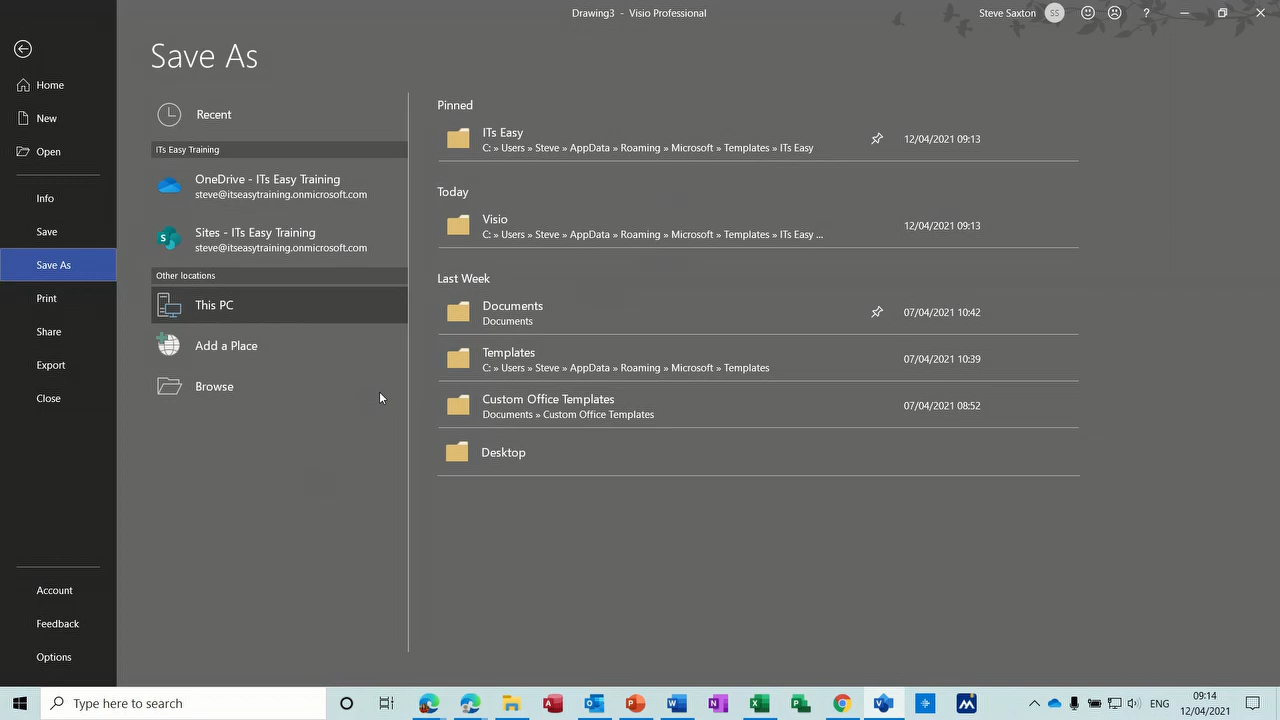 Drawing3 - Visio Professional
Steve Saxton
SS
?
Save As
Home
New
Open
Info
Save
Save As
Print
Share
Export
Close
Account
Feedback
Options
Recent
ITs Easy Training
OneDrive - ITs Easy Training
steve@itseasytraining.onmicrosoft.com
Sites - ITs Easy Training
steve@itseasytraining.onmicrosoft.com
Other locations
This PC
Add a Place
Browse
Pinned
ITs Easy
C: » Users » Steve » AppData » Roaming » Microsoft » Templates » ITs Easy
12/04/2021 09:13
Today
Visio
C: » Users » Steve » AppData » Roaming » Microsoft » Templates » ITs Easy ...
12/04/2021 09:13
Last Week
Documents
Documents
07/04/2021 10:42
Templates
C: » Users » Steve » AppData » Roaming » Microsoft » Templates
07/04/2021 10:39
Custom Office Templates
Documents » Custom Office Templates
07/04/2021 08:52
Desktop
Type here to search
ENG
09:14
12/04/2021